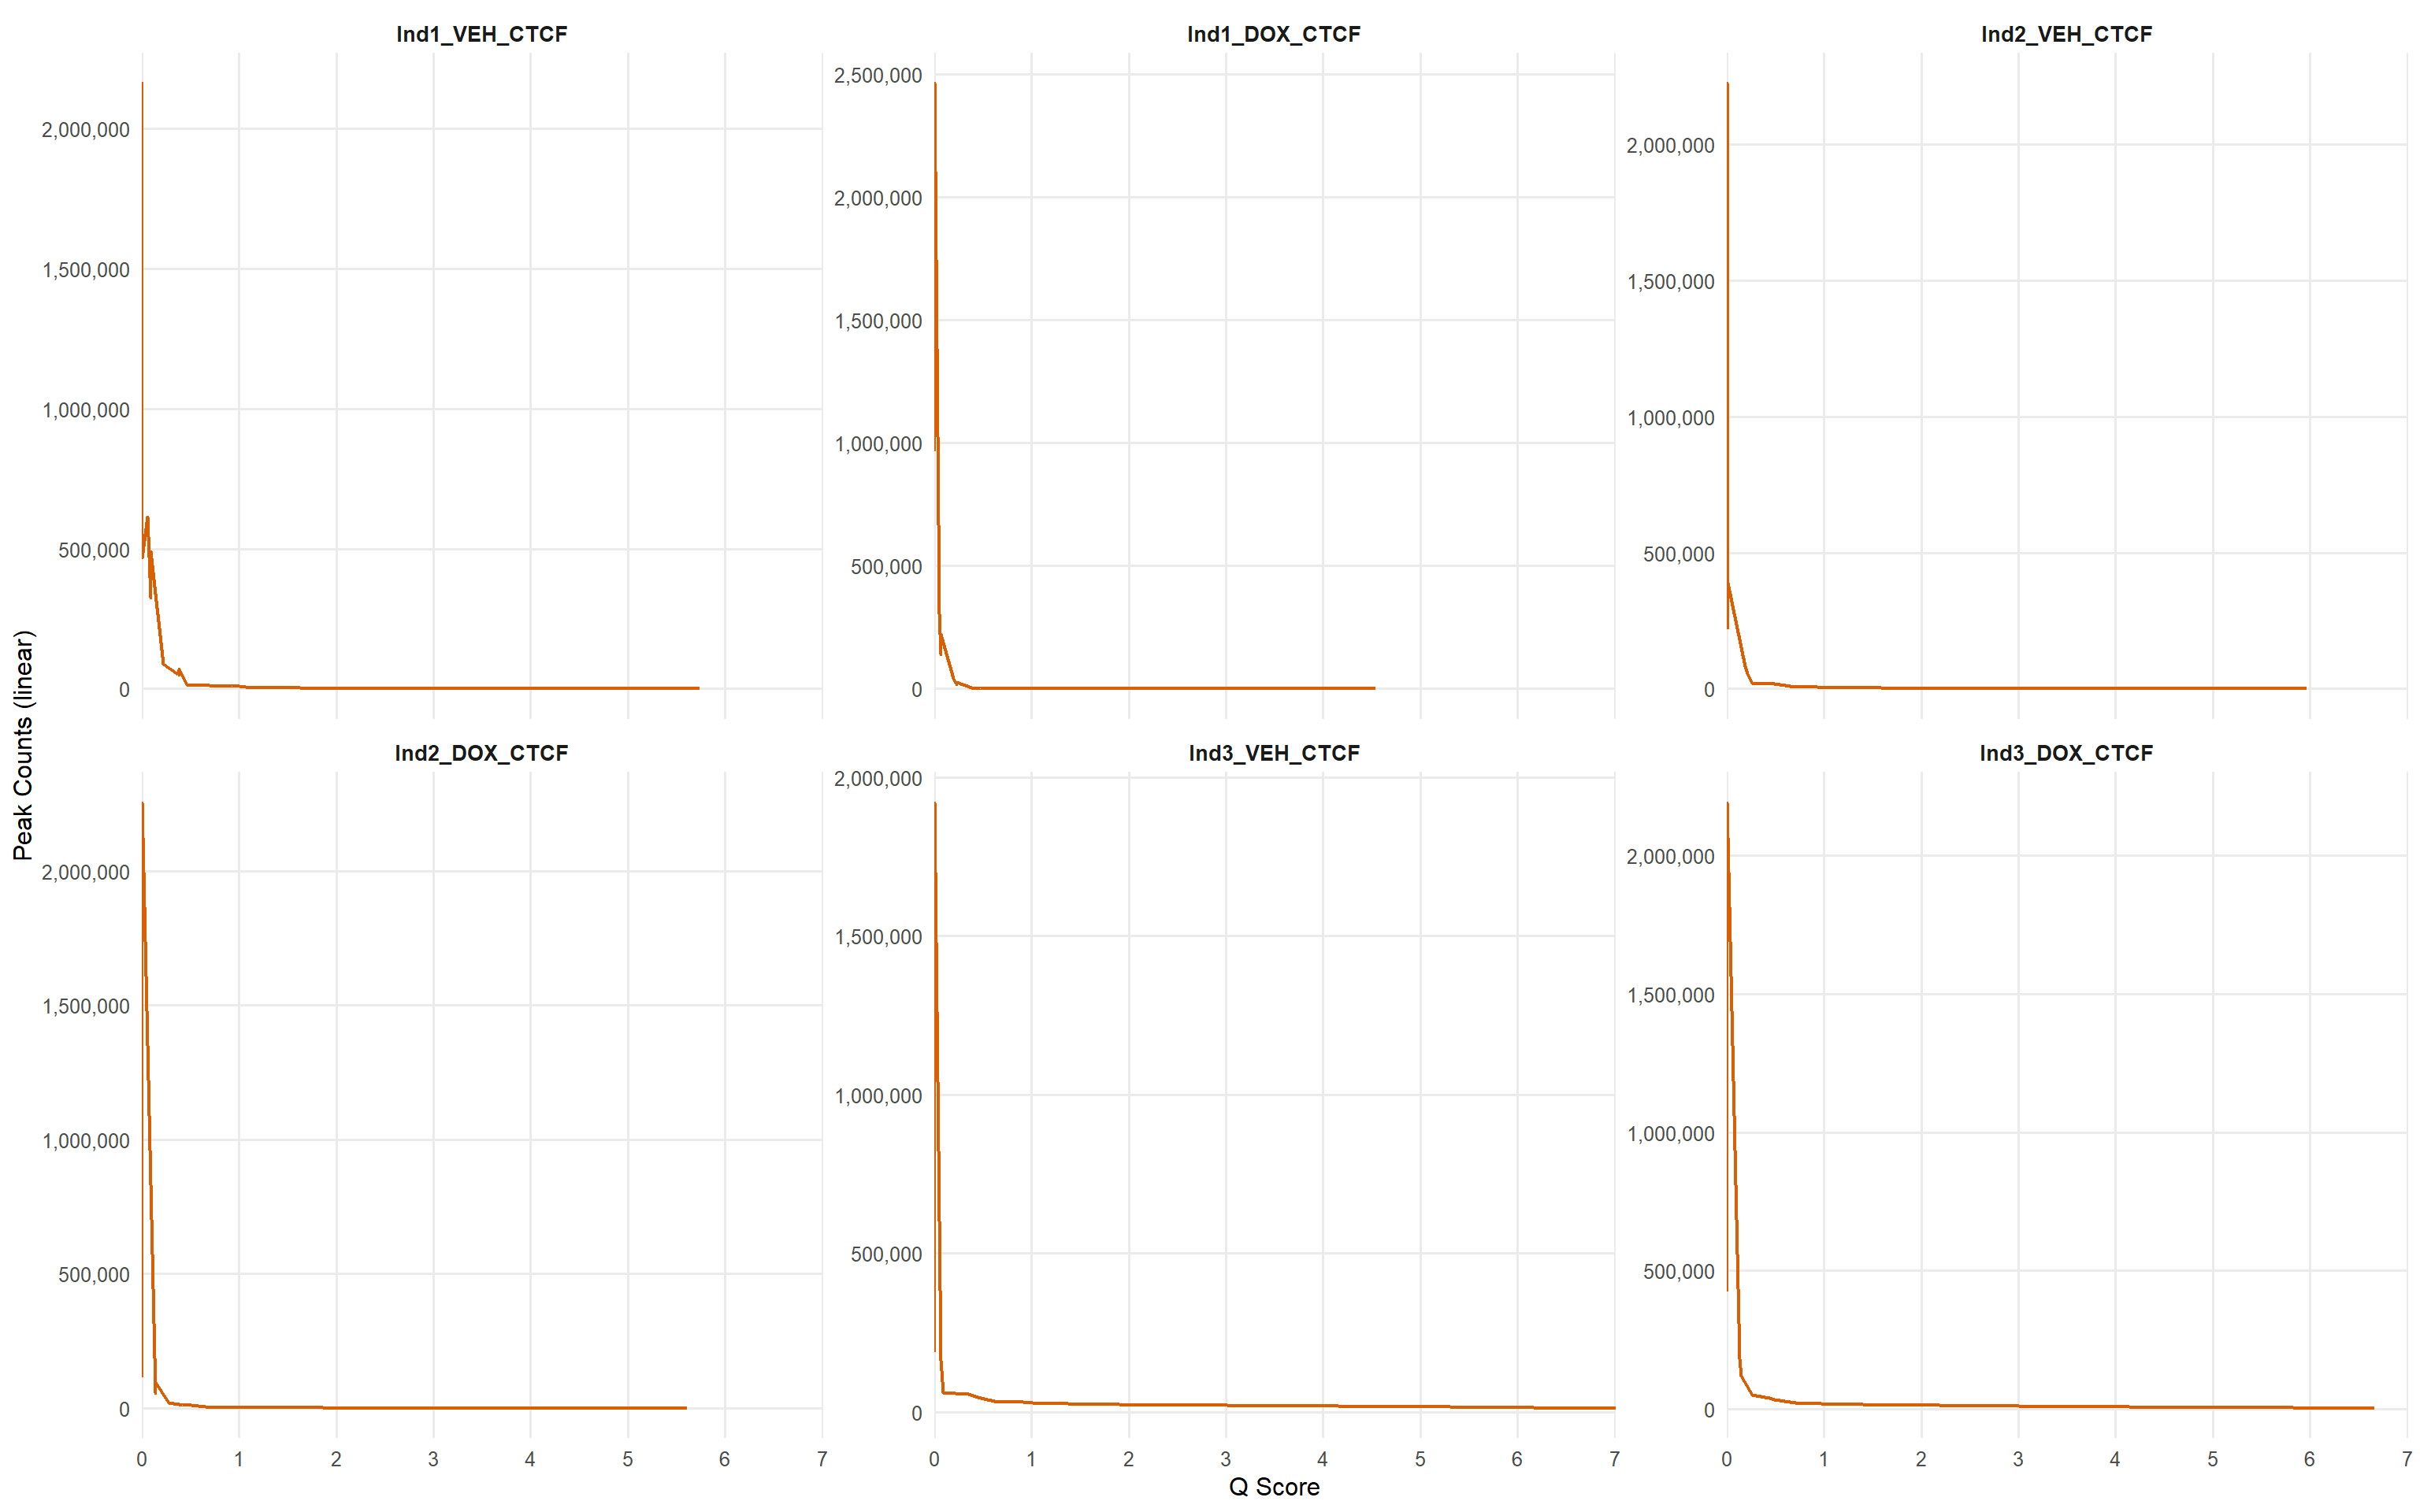 Ind1_VEH_CTCF
Ind1_DOX_CTCF
Ind2_VEH_CTCF
2,000,000
1,500,000
1,000,000
500,000
0
2,500,000
2,000,000
1,500,000
1,000,000
500,000
0
2,000,000
1,500,000
1,000,000
500,000
0
Peak Counts (linear)
Ind2_DOX_CTCF
Ind3_VEH_CTCF
Ind3_DOX_CTCF
2,000,000
1,500,000
1,000,000
500,000
0
2,000,000
1,500,000
1,000,000
500,000
0
2,000,000
1,500,000
1,000,000
500,000
0
0 1 2 3 4 5 6 7
0 1 2 3 4 5 6 7
0 1 2 3 4 5 6 7
Q Score